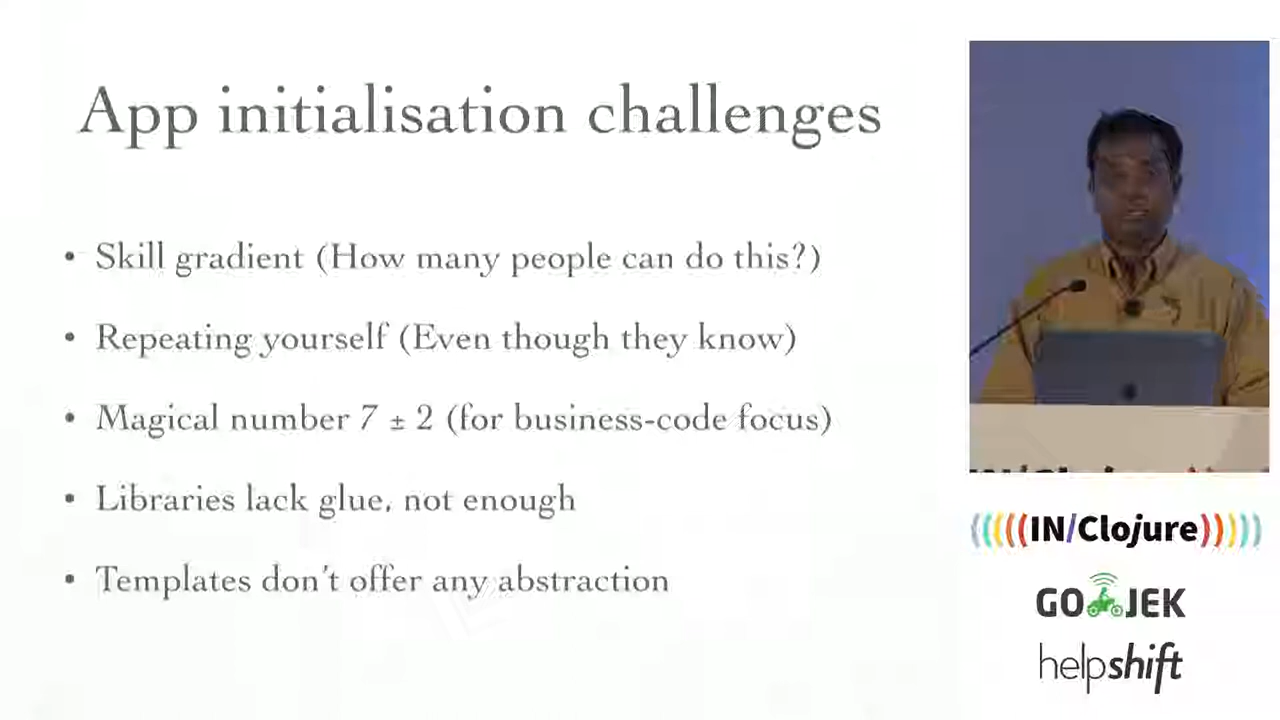 App initialisation challenges
• Skill gradient (How many people can do this?)
• Repeating yourself (Even though they know)
• Magical number 7 ± 2 (for business-code focus)
• Libraries lack glue, not enough
• Templates don't offer any abstraction
(((((IN/Clojure)))))
GO JEK
helpshift